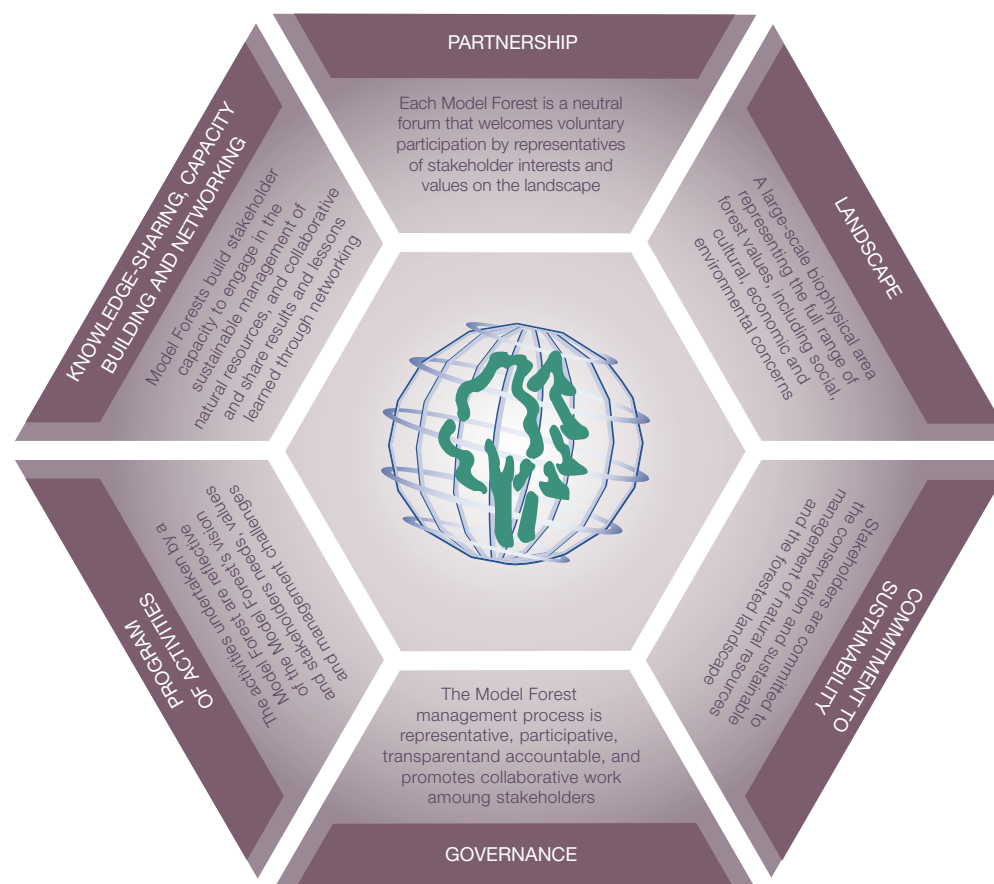 PARTNERSHIP
Each Model Forest is a neutral
forum that welcomes voluntary
participation by representatives
of stakeholder interests and
values on the landscape
LANDSCAPE
A large-scale biophysical area
representing the full range of
forest values, including social,
cultural, economic and
environmental concerns
COMMITMENT TO
SUSTAINABILITY
Stakeholders are committed to
the conservation and sustainable
management of natural resources
and the forested landscape
GOVERNANCE
The Model Forest
management process is
representative, participative,
transparentand accountable, and
promotes collaborative work
amoung stakeholders
PROGRAM
OF ACTIVITIES
The activities undertaken by a
Model Forest are reflective
of the Model Forest's vision
and stakeholders needs, values
and management challenges
KNOWLEDGE-SHARING, CAPACITY
BUILDING AND NETWORKING
Model Forests build stakeholder
capacity to engage in the
sustainable management of
natural resources, and collaborative
and share results and lessons
learned through networking